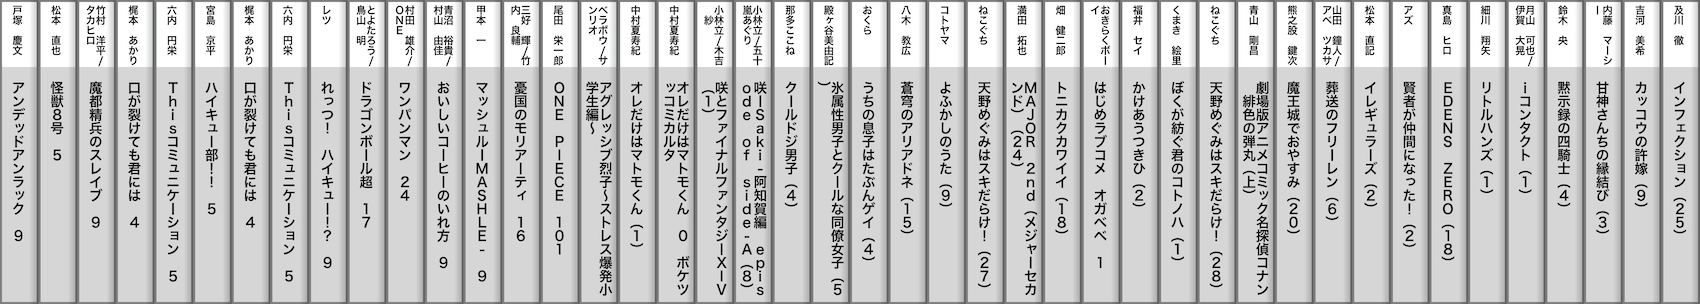 及川 徹
インフェクション（25）
吉河 美希
カッコウの許嫁（9）
内藤 マーシ
ー
甘神さんちの縁結び（3）
鈴木 央
黙示録の四騎士（4）
月山 可也/
伊賀 大晃
iコンタクト（1）
細川 翔矢
リトルハンズ（1）
真島 ヒロ
EDENS ZERO（18）
アズ
賢者が仲間になった！（2）
松本 直記
イレギュラーズ（2）
山田 鐘人/
アベ ツカサ
葬送のフリーレン（6）
熊之股 鍵次
魔王城でおやすみ（20）
青山 剛昌
劇場版アニメコミック名探偵コナン
緋色の弾丸（上）
ねこぐち
天野めぐみはスキだらけ！（28）
くまき 絵里
ぼくが紡ぐ君のコトノハ（1）
福井 セイ
かけあうつきひ（2）
おきらくボー
イ
はじめラブコメ オガベベ 1
畑 健二郎
トニカクカワイイ（18）
満田 拓也
MAJOR 2nd（メジャーセカ
ンド）（24）
ねこぐち
天野めぐみはスキだらけ！（27）
コトヤマ
よふかしのうた（9）
八木 教広
蒼穹のアリアドネ（15）
おくら
うちの息子はたぶんゲイ（4）
殿ヶ谷美由記
氷属性男子とクールな同僚女子（5
）
那多ここね
クールドジ男子（4）
小林立/五十
嵐あぐり
咲-Saki-阿知賀編 epis
ode of side-A（8）
小林立/木吉
紗
咲とファイナルファンタジーXIV
（1）
中村夏寿紀
オレだけはマトモくん 0 ポケッ
ッコミカルタ
中村夏寿紀
オレだけはマトモくん（1）
ベラボウ/サ
ンリオ
アグレッシブ烈子～ストレス爆発小
学生編～
尾田 栄一郎
ONE PIECE 101
三好 輝/竹
内 良輔
憂国のモリアーティ 16
甲本 一
マッシュル-MASHLE- 9
青沼 裕貴/
村山 由佳
おいしいコーヒーのいれ方 9
村田 雄介/
ONE
ワンパンマン 24
とよたろう/
鳥山 明
ドラゴンボール超 17
レツ
れっつ！ ハイキュー！？ 9
六内 円栄
Thisコミュニケーション 5
梶本 あかり
口が裂けても君には 4
宮島 京平
ハイキュー部！！ 5
六内 円栄
Thisコミュニケーション 5
梶本 あかり
口が裂けても君には 4
竹村 洋平/
タカヒロ
魔都精兵のスレイブ 9
松本 直也
怪獣8号 5
戸塚 慶文
アンデッドアンラック 9